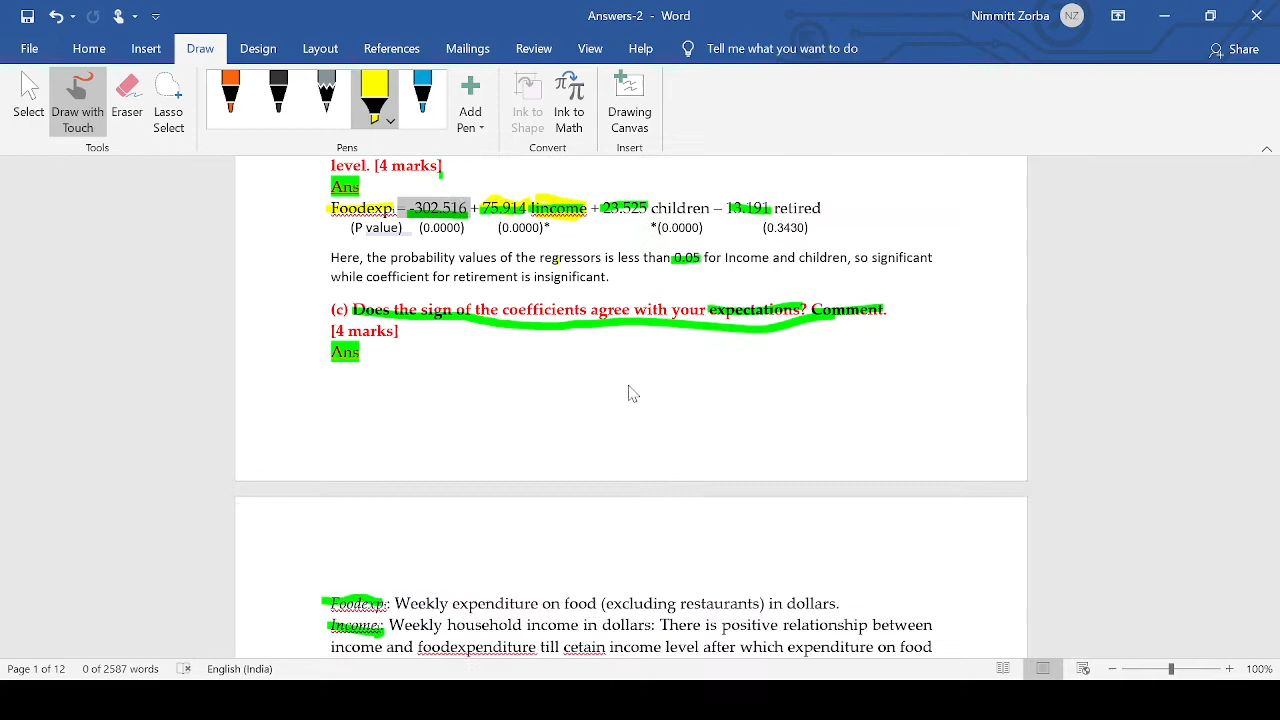 Answers-2 - Word
Nimmitt Zorba NZ
File Home Insert Draw Design Layout References Mailings Review View Help Tell me what you want to do Share
Select Draw with Touch Eraser Lasso Select Add Pen Ink to Shape Ink to Math Drawing Canvas
Tools Pens Convert Insert
level. [4 marks]
Ans
Foodexp – -302.516 + 75.914 lincome + 23.525 children – 13.191 retired
(P value) (0.0000) (0.0000)* *(0.0000) (0.3430)
Here, the probability values of the regressors is less than 0.05 for Income and children, so significant
while coefficient for retirement is insignificant.
(c) Does the sign of the coefficients agree with your expectations? Comment.
[4 marks]
Ans
Foodexp: Weekly expenditure on food (excluding restaurants) in dollars.
Income: Weekly household income in dollars: There is positive relationship between
income and foodexpenditure till cetain income level after which expenditure on food
Page 1 of 12 0 of 2587 words English (India) 100%